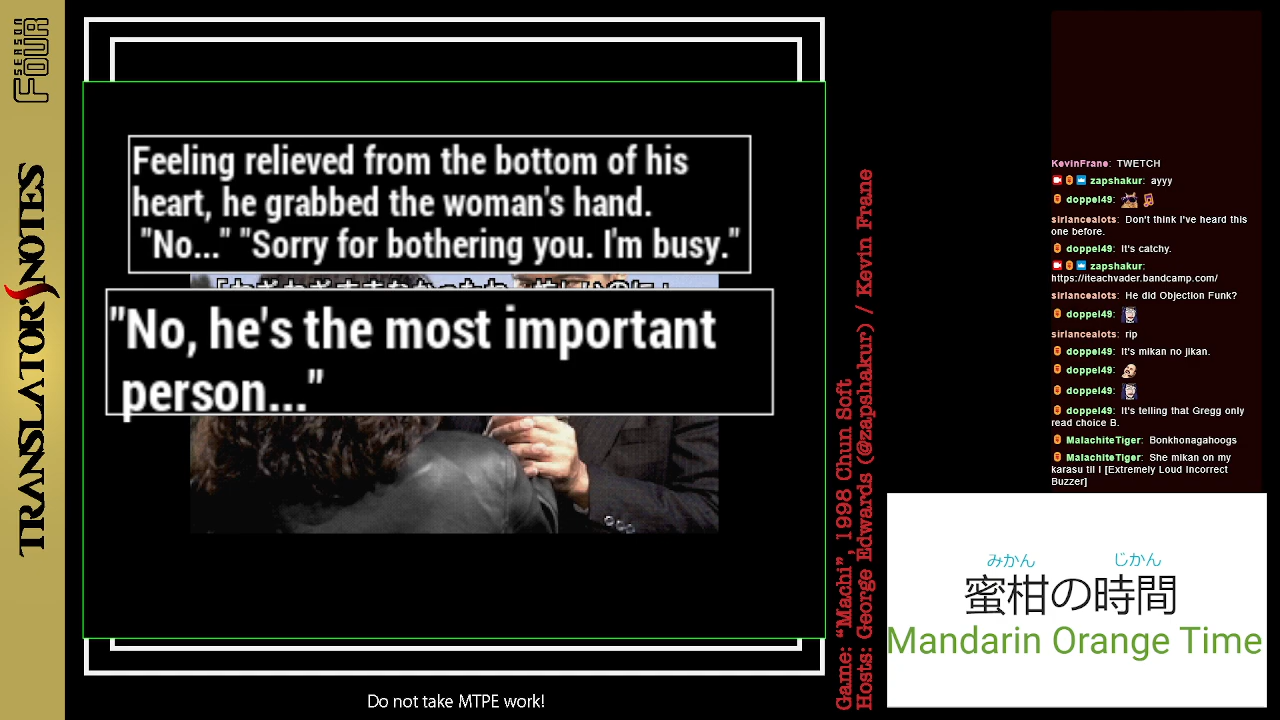 SEASON
FOUR
TRANSLATOR'S NOTES
Feeling relieved from the bottom of his
heart, he grabbed the woman's hand.
"No..." "Sorry for bothering you. I'm busy."
"No, he's the most important
person..."
Do not take MTPE work!
Game: "Machi", 1998 Chun Soft
Hosts: George Edwards (@zapshakur) / Kevin Frane
KevinFrane: TWETCH
zapshakur: ayyy
doppel49:
sirlancealots: Don't think I've heard this
one before.
doppel49: It's catchy.
zapshakur:
https://iteachvader.bandcamp.com/
sirlancealots: He did Objection Funk?
doppel49:
sirlancealots: rip
doppel49: It's mikan no jikan.
doppel49:
doppel49:
doppel49: It's telling that Gregg only
read choice B.
MalachiteTiger: Bonkhonagahoogs
MalachiteTiger: She mikan on my
karasu til I [Extremely Loud Incorrect
Buzzer]
みかん じかん
蜜柑の時間
Mandarin Orange Time